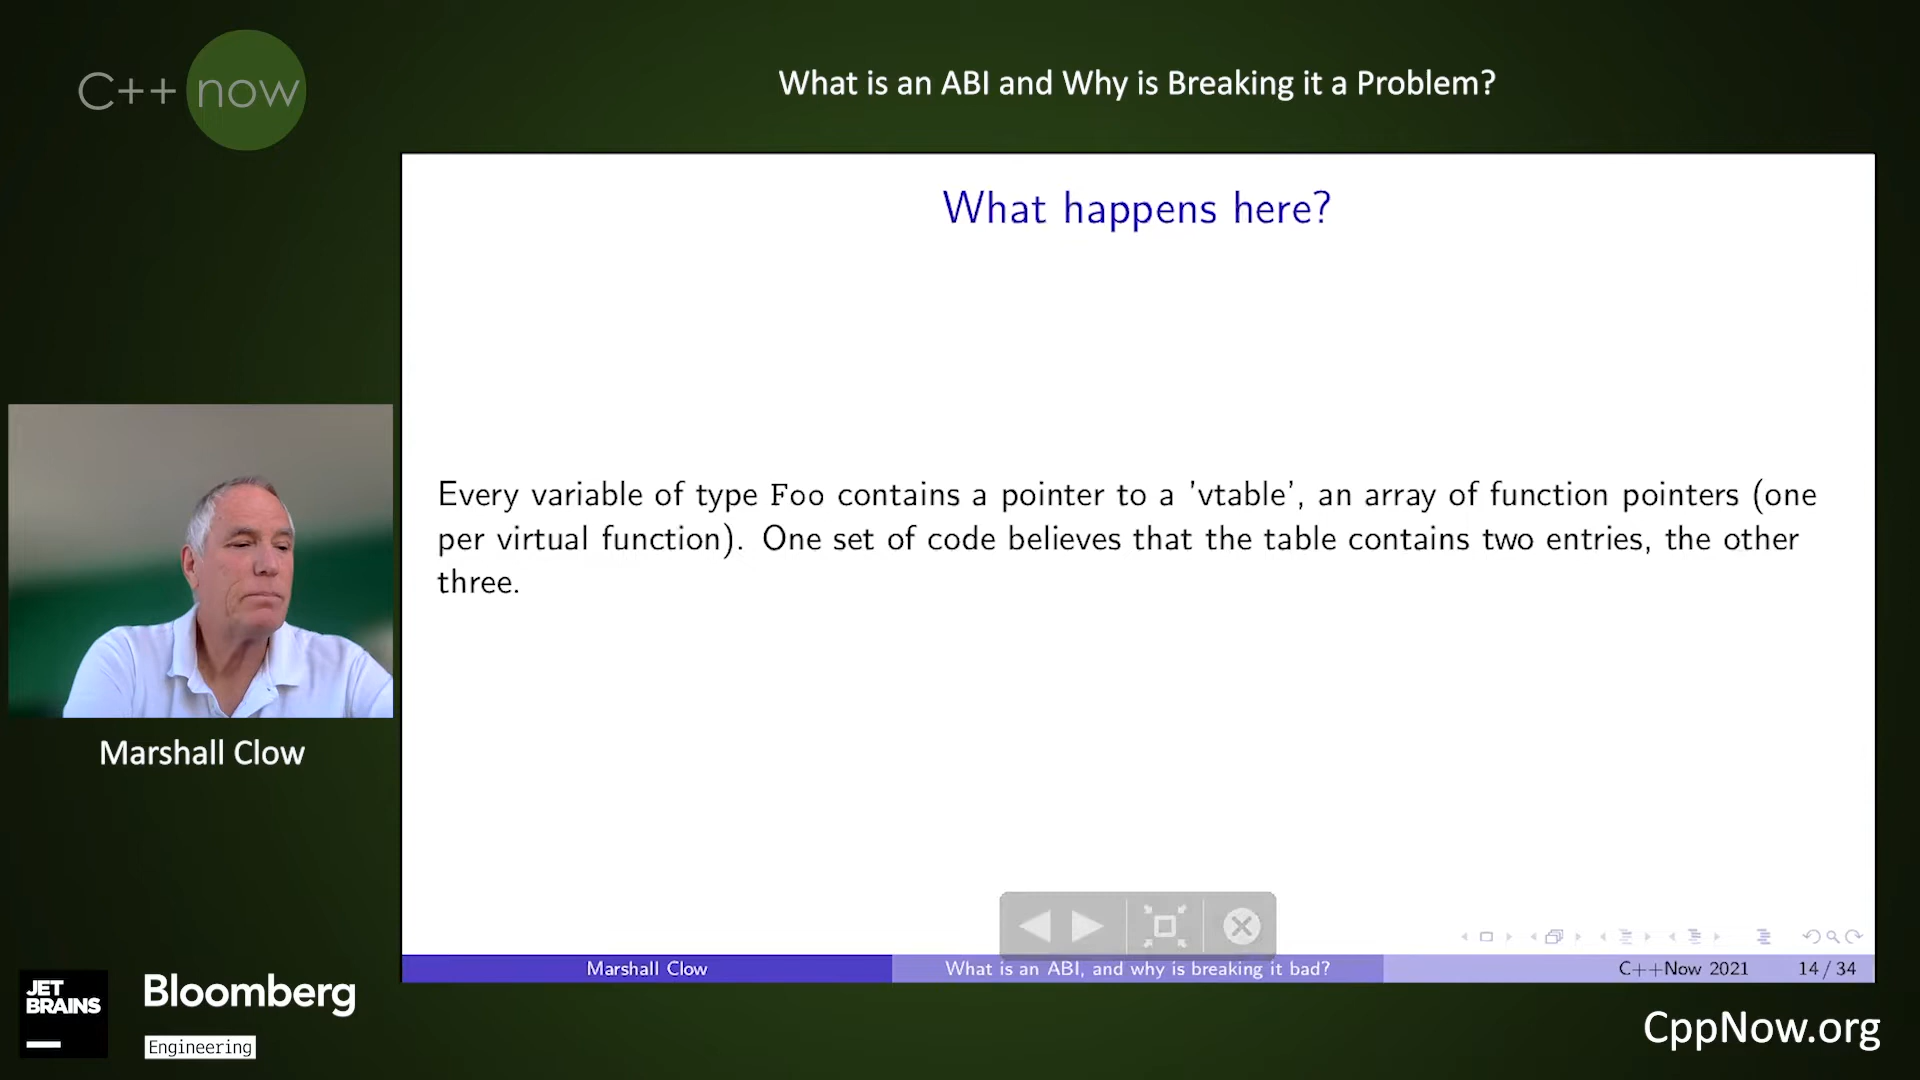 C++ now
What is an ABI and Why is Breaking it a Problem?
What happens here?
Every variable of type Foo contains a pointer to a 'vtable', an array of function pointers (one
per virtual function). One set of code believes that the table contains two entries, the other
three.
Marshall Clow
Marshall Clow
What is an ABI, and why is breaking it bad?
C++Now 2021
14 / 34
JET
BRAINS
Bloomberg
Engineering
CppNow.org